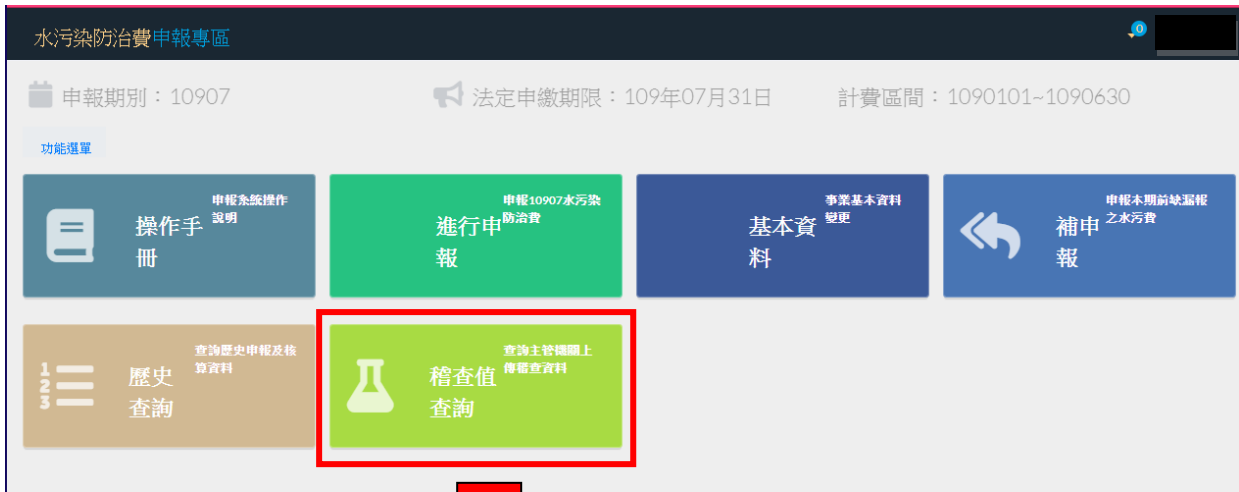 水污染防治費申報專區
0
申報期別：10907
法定申繳期限：109年07月31日
計費區間：1090101~1090630
功能選單
操作手冊
申報系統操作說明
進行申報
申報10907水污染防治費
基本資料
事業基本資料變更
補申報
申報本期前缺漏報之水污費
1
2
3
歷史查詢
查詢歷史申報及核算資料
稽查值查詢
查詢主管機關上傳稽查資料